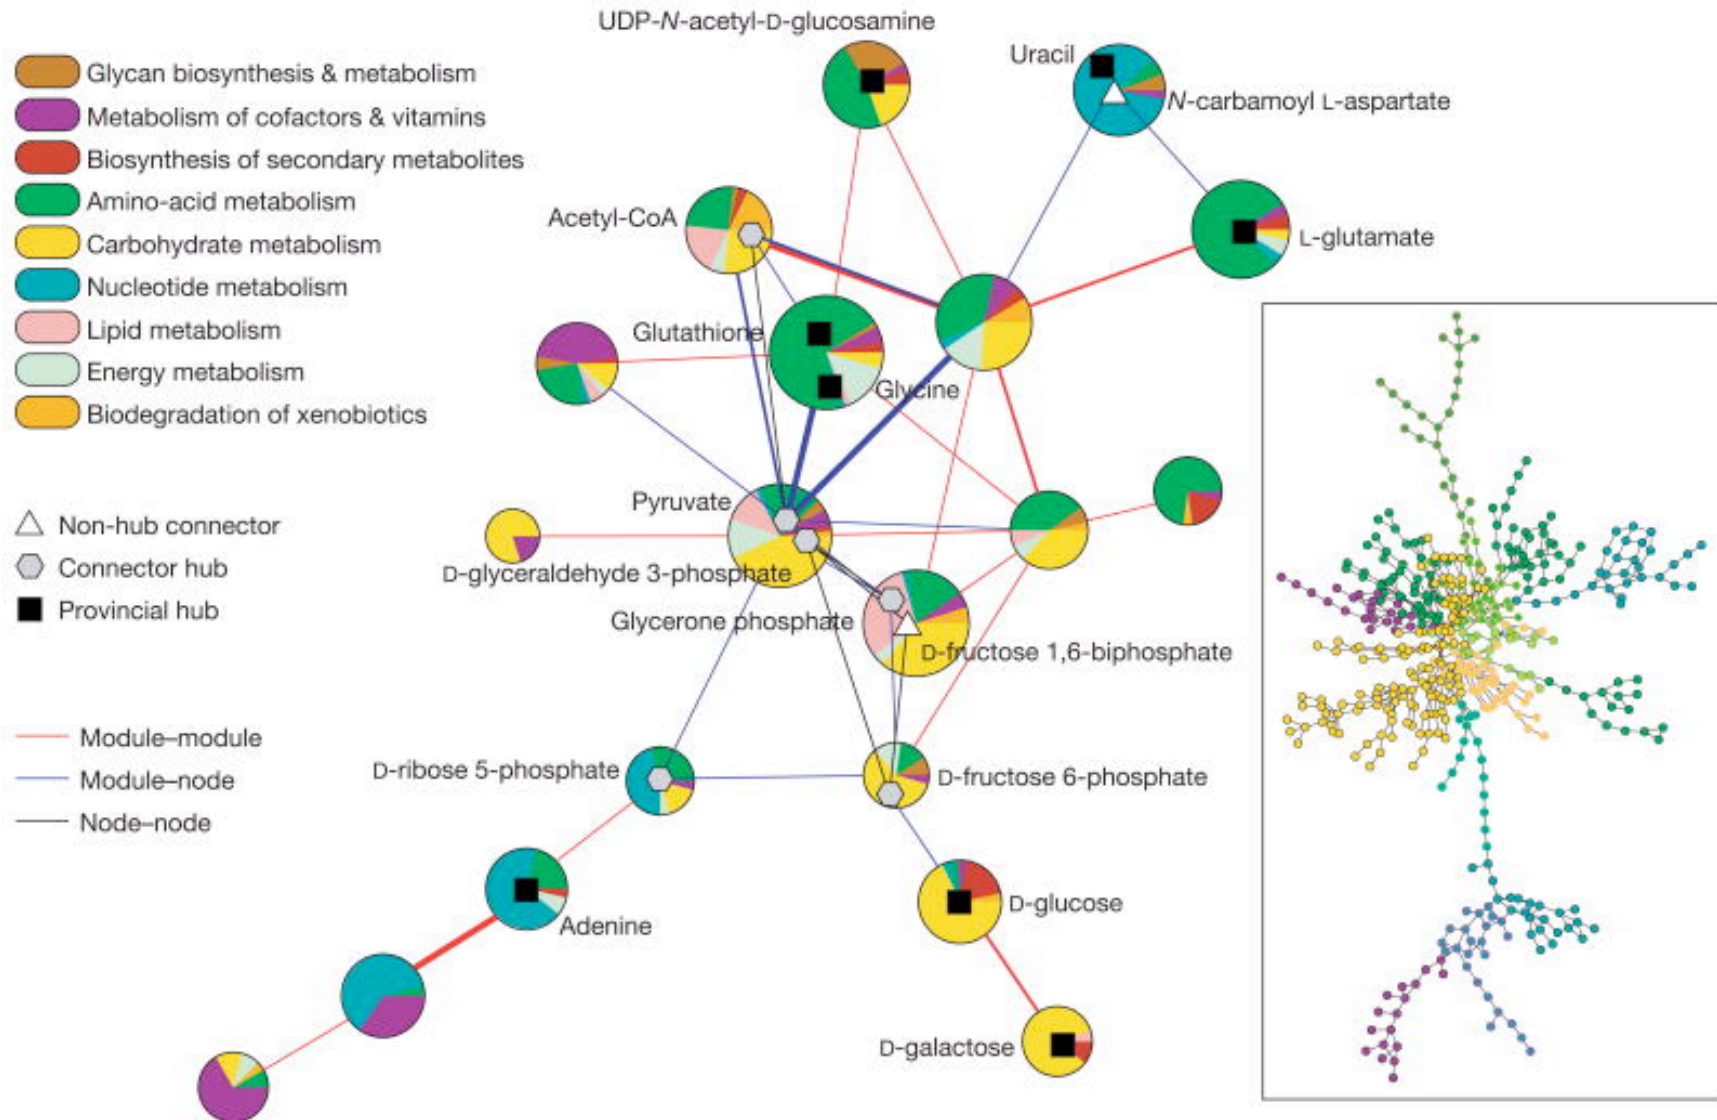 UDP-N-acetyl-D-glucosamine
Uracil
N-carbamoyl L-aspartate
Glycan biosynthesis & metabolism
Metabolism of cofactors & vitamins
Biosynthesis of secondary metabolites
Amino-acid metabolism
Carbohydrate metabolism
Nucleotide metabolism
Lipid metabolism
Energy metabolism
Biodegradation of xenobiotics
Acetyl-CoA
L-glutamate
Glutathione
Glycine
Non-hub connector
Connector hub
Provincial hub
Pyruvate
D-glyceraldehyde 3-phosphate
Glycerone phosphate
D-fructose 1,6-biphosphate
Module–module
Module–node
Node–node
D-ribose 5-phosphate
D-fructose 6-phosphate
Adenine
D-glucose
D-galactose